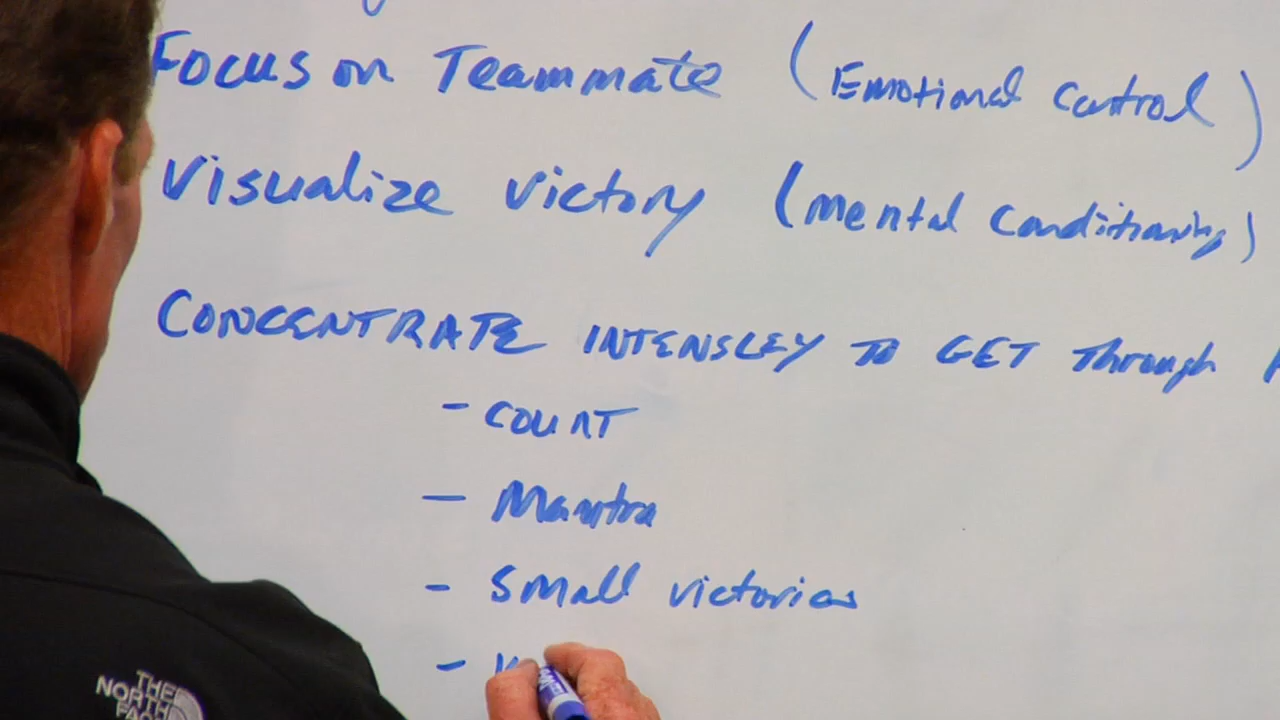 Focus on Teammate (Emotional Control)
Visualize Victory (Mental Conditioning)
CONCENTRATE INTENSLEY TO GET Through
- COUNT
- Mantra
- Small victories
-
THE
NORTH
FACE